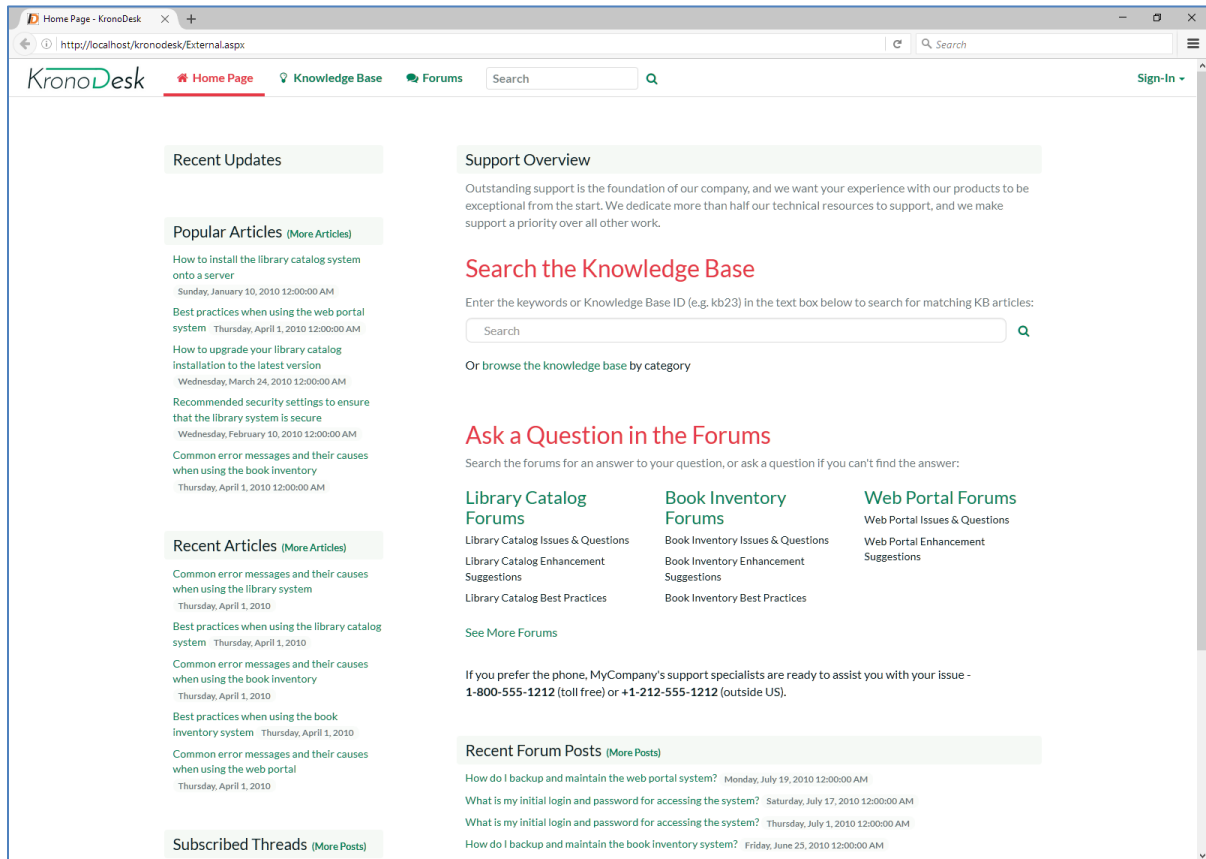 Home Page - KronoDesk
http://localhost/kronodesk/External.aspx
Search
KronoDesk
Home Page
Knowledge Base
Forums
Search
Sign-In
Recent Updates
Popular Articles (More Articles)
How to install the library catalog system
onto a server
Sunday, January 10, 2010 12:00:00 AM
Best practices when using the web portal
system Thursday, April 1, 2010 12:00:00 AM
How to upgrade your library catalog
installation to the latest version
Wednesday, March 24, 2010 12:00:00 AM
Recommended security settings to ensure
that the library system is secure
Wednesday, February 10, 2010 12:00:00 AM
Common error messages and their causes
when using the book inventory
Thursday, April 1, 2010 12:00:00 AM
Recent Articles (More Articles)
Common error messages and their causes
when using the library system
Thursday, April 1, 2010
Best practices when using the library catalog
system Thursday, April 1, 2010
Common error messages and their causes
when using the book inventory
Thursday, April 1, 2010
Best practices when using the book
inventory system Thursday, April 1, 2010
Common error messages and their causes
when using the web portal
Thursday, April 1, 2010
Subscribed Threads (More Posts)
Support Overview
Outstanding support is the foundation of our company, and we want your experience with our products to be
exceptional from the start. We dedicate more than half our technical resources to support, and we make
support a priority over all other work.
Search the Knowledge Base
Enter the keywords or Knowledge Base ID (e.g. kb23) in the text box below to search for matching KB articles:
Search
Or browse the knowledge base by category
Ask a Question in the Forums
Search the forums for an answer to your question, or ask a question if you can't find the answer:
Library Catalog
Forums
Library Catalog Issues & Questions
Library Catalog Enhancement
Suggestions
Library Catalog Best Practices
Book Inventory
Forums
Book Inventory Issues & Questions
Book Inventory Enhancement
Suggestions
Book Inventory Best Practices
Web Portal Forums
Web Portal Issues & Questions
Web Portal Enhancement
Suggestions
See More Forums
If you prefer the phone, MyCompany's support specialists are ready to assist you with your issue -
1-800-555-1212 (toll free) or +1-212-555-1212 (outside US).
Recent Forum Posts (More Posts)
How do I backup and maintain the web portal system? Monday, July 19, 2010 12:00:00 AM
What is my initial login and password for accessing the system? Saturday, July 17, 2010 12:00:00 AM
What is my initial login and password for accessing the system? Thursday, July 1, 2010 12:00:00 AM
How do I backup and maintain the book inventory system? Friday, June 25, 2010 12:00:00 AM